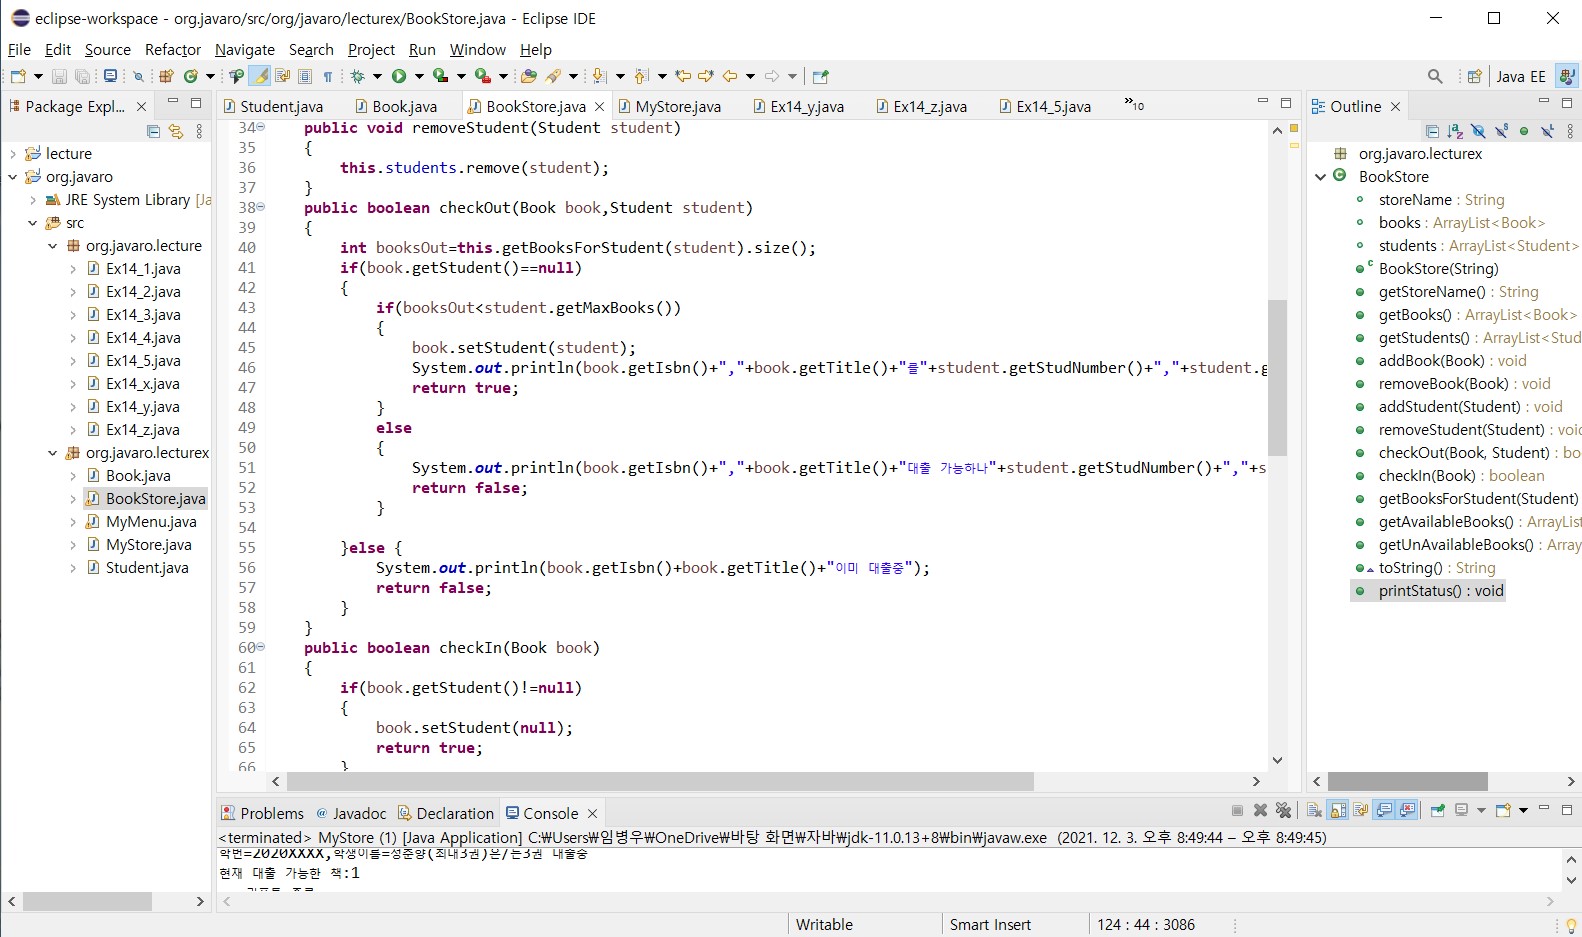 eclipse-workspace - org.javaro/src/org/javaro/lecturex/BookStore.java - Eclipse IDE
File Edit Source Refactor Navigate Search Project Run Window Help
Java EE
Package Expl...
lecture
org.javaro
JRE System Library [Ja
src
org.javaro.lecture
Ex14_1.java
Ex14_2.java
Ex14_3.java
Ex14_4.java
Ex14_5.java
Ex14_x.java
Ex14_y.java
Ex14_z.java
org.javaro.lecturex
Book.java
BookStore.java
MyMenu.java
MyStore.java
Student.java
Student.java Book.java BookStore.java MyStore.java Ex14_y.java Ex14_z.java Ex14_5.java »10
34 public void removeStudent(Student student)
35 {
36 this.students.remove(student);
37 }
38 public boolean checkOut(Book book,Student student)
39 {
40 int booksOut=this.getBooksForStudent(student).size();
41 if(book.getStudent()==null)
42 {
43 if(booksOut<student.getMaxBooks())
44 {
45 book.setStudent(student);
46 System.out.println(book.getIsbn()+","+book.getTitle()+"를"+student.getStudNumber()+","+student.g
47 return true;
48 }
49 else
50 {
51 System.out.println(book.getIsbn()+","+book.getTitle()+"대출 가능하나"+student.getStudNumber()+","+s
52 return false;
53 }
54
55 }else {
56 System.out.println(book.getIsbn()+book.getTitle()+"이미 대출중");
57 return false;
58 }
59 }
60 public boolean checkIn(Book book)
61 {
62 if(book.getStudent()!=null)
63 {
64 book.setStudent(null);
65 return true;
66 }
Outline
org.javaro.lecturex
BookStore
storeName : String
books : ArrayList<Book>
students : ArrayList<Student>
BookStore(String)
getStoreName() : String
getBooks() : ArrayList<Book>
getStudents() : ArrayList<Stud
addBook(Book) : void
removeBook(Book) : void
addStudent(Student) : void
removeStudent(Student) : voic
checkOut(Book, Student) : bo
checkIn(Book) : boolean
getBooksForStudent(Student)
getAvailableBooks() : ArrayList
getUnAvailableBooks() : Array
toString() : String
printStatus() : void
Problems @ Javadoc Declaration Console
<terminated> MyStore (1) [Java Application] C:₩Users₩임병우₩OneDrive₩바탕 화면₩자바₩jdk-11.0.13+8₩bin₩javaw.exe (2021. 12. 3. 오후 8:49:44 – 오후 8:49:45)
학번=2020XXXX,학생이름=성춘향(최대3권)은/는3권 대출중
현재 대출 가능한 책:1
Writable Smart Insert 124 : 44 : 3086